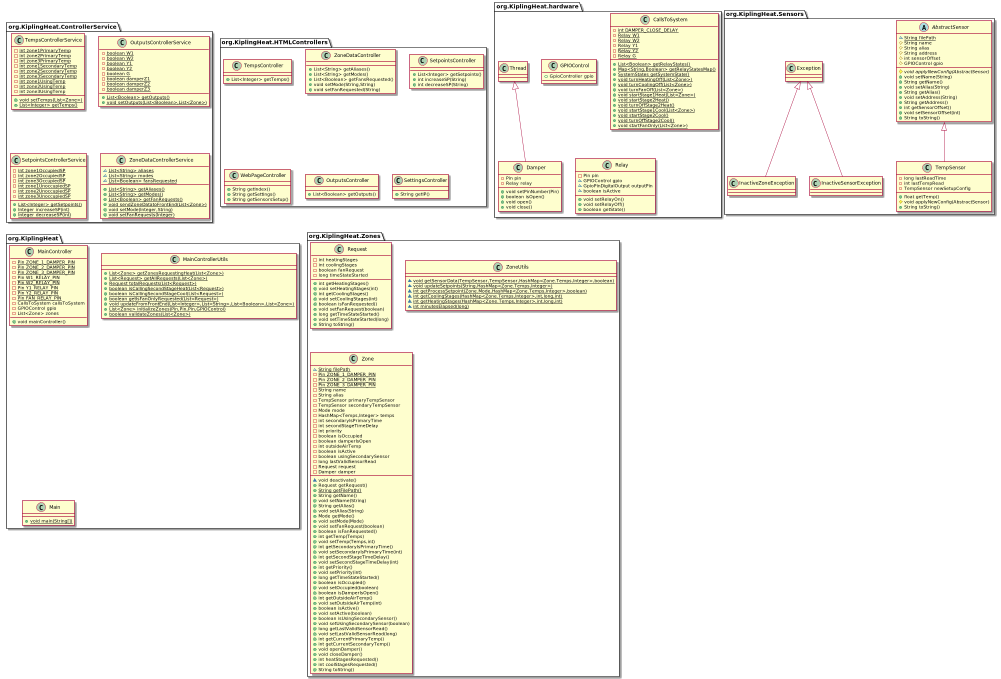 org.KiplingHeat.ControllerService
TempsControllerService
int zone1PrimaryTemp
int zone2PrimaryTemp
int zone3PrimaryTemp
int zone1SecondaryTemp
int zone2SecondaryTemp
int zone3SecondaryTemp
int zone1UsingTemp
int zone2UsingTemp
int zone3UsingTemp
void setTemps(List<Zone>)
List<Integer> getTemps()
OutputsControllerService
boolean W1
boolean W2
boolean Y1
boolean Y2
boolean G
boolean damperZ1
boolean damperZ2
boolean damperZ3
List<Boolean> getOutputs()
void setOutputs(List<Boolean>,List<Zone>)
SetpointsControllerService
int zone1OccupiedSP
int zone2OccupiedSP
int zone3OccupiedSP
int zone1UnoccupiedSP
int zone2UnoccupiedSP
int zone3UnoccupiedSP
List<Integer> getSetpoints()
Integer increaseSP(int)
Integer decreaseSP(int)
ZoneDataControllerService
List<String> aliases
List<String> modes
List<Boolean> fansRequested
List<String> getAliases()
List<String> getModes()
List<Boolean> getFanRequests()
void sendZoneDataToFrontEnd(List<Zone>)
void setMode(Integer,String)
void setFanRequests(Integer)
org.KiplingHeat.HTMLControllers
TempsController
List<Integer> getTemps()
ZoneDataController
List<String> getAliases()
List<String> getModes()
List<Boolean> getFansRequested()
void setMode(String,String)
void setFanRequested(String)
SetpointsController
List<Integer> getSetpoints()
int increaseSP(String)
int decreaseSP(String)
WebPageController
String getIndex()
String getSettings()
String getSensorsSetup()
OutputsController
List<Boolean> getOutputs()
SettingsController
String getPi()
org.KiplingHeat.hardware
Thread
GPIOControl
GpioController gpio
CallsToSystem
int DAMPER_CLOSE_DELAY
Relay W1
Relay W2
Relay Y1
Relay Y2
Relay G
List<Boolean> getRelayStates()
Map<String,Boolean> getRelayStatesMap()
SystemState getSystemState()
void turnHeatingOff(List<Zone>)
void turnCoolingOff(List<Zone>)
void turnFanOff(List<Zone>)
void startStage1Heat(List<Zone>)
void startStage2Heat()
void turnOffStage2Heat()
void startStage1Cool(List<Zone>)
void startStage2Cool()
void turnOffStage2Cool()
void startFanOnly(List<Zone>)
Damper
Pin pin
Relay relay
void setPinNumber(Pin)
boolean isOpen()
void open()
void close()
Relay
Pin pin
GPIOControl gpio
GpioPinDigitalOutput outputPin
boolean isActive
void setRelayOn()
void setRelayOff()
boolean getState()
org.KiplingHeat.Sensors
Exception
InactiveZoneException
InactiveSensorException
AbstractSensor
String filePath
String name
String alias
String address
int sensorOffset
GPIOControl gpio
void applyNewConfig(AbstractSensor)
void setName(String)
String getName()
void setAlias(String)
String getAlias()
void setAddress(String)
String getAddress()
int getSensorOffset()
void setSensorOffset(int)
String toString()
TempSensor
long lastReadTime
int lastTempRead
TempSensor newSetupConfig
float getTemp()
void applyNewConfig(AbstractSensor)
String toString()
org.KiplingHeat
MainController
Pin ZONE_1_DAMPER_PIN
Pin ZONE_2_DAMPER_PIN
Pin ZONE_3_DAMPER_PIN
Pin W1_RELAY_PIN
Pin W2_RELAY_PIN
Pin Y1_RELAY_PIN
Pin Y2_RELAY_PIN
Pin FAN_RELAY_PIN
CallsToSystem callsToSystem
GPIOControl gpio
List<Zone> zones
void mainController()
MainControllerUtils
List<Zone> getZonesRequestingHeat(List<Zone>)
List<Request> getAllRequests(List<Zone>)
Request totalRequests(List<Request>)
boolean isCallingSecondStageHeat(List<Request>)
boolean isCallingSecondStageCool(List<Request>)
boolean getIsFanOnlyRequested(List<Request>)
void updateFromFrontEnd(List<Integer>,List<String>,List<Boolean>,List<Zone>)
List<Zone> initializeZones(Pin,Pin,Pin,GPIOControl)
boolean validateZones(List<Zone>)
Main
void main(String[])
org.KiplingHeat.Zones
Request
int heatingStages
int coolingStages
boolean fanRequest
long timeStateStarted
int getHeatingStages()
void setHeatingStages(int)
int getCoolingStages()
void setCoolingStages(int)
boolean isFanRequested()
void setFanRequest(boolean)
long getTimeStateStarted()
void setTimeStateStarted(long)
String toString()
ZoneUtils
void getSensorData(TempSensor,TempSensor,HashMap<Zone.Temps,Integer>,boolean)
void updateSetpoints(String,HashMap<Zone.Temps,Integer>)
int getProcessSetpoint(Zone.Mode,HashMap<Zone.Temps,Integer>,boolean)
int getCoolingStages(HashMap<Zone.Temps,Integer>,int,long,int)
int getHeatingStages(HashMap<Zone.Temps,Integer>,int,long,int)
int minutesElapsed(long)
Zone
String filePath
Pin ZONE_1_DAMPER_PIN
Pin ZONE_2_DAMPER_PIN
Pin ZONE_3_DAMPER_PIN
String name
String alias
TempSensor primaryTempSensor
TempSensor secondaryTempSensor
Mode mode
HashMap<Temps,Integer> temps
int secondaryIsPrimaryTime
int secondStageTimeDelay
int priority
boolean isOccupied
boolean damperIsOpen
int outsideAirTemp
boolean isActive
boolean usingSecondarySensor
long lastValidSensorRead
Request request
Damper damper
void deactivate()
Request getRequest()
String getFilePath()
String getName()
void setName(String)
String getAlias()
void setAlias(String)
Mode getMode()
void setMode(Mode)
void setFanRequest(boolean)
boolean isFanRequested()
int getTemp(Temps)
void setTemp(Temps,int)
int getSecondaryIsPrimaryTime()
void setSecondaryIsPrimaryTime(int)
int getSecondStageTimeDelay()
void setSecondStageTimeDelay(int)
int getPriority()
void setPriority(int)
long getTimeStateStarted()
boolean isOccupied()
void setOccupied(boolean)
boolean isDamperIsOpen()
int getOutsideAirTemp()
void setOutsideAirTemp(int)
boolean isActive()
void setActive(boolean)
boolean isUsingSecondarySensor()
void setUsingSecondarySensor(boolean)
long getLastValidSensorRead()
void setLastValidSensorRead(long)
int getCurrentPrimaryTemp()
int getCurrentSecondaryTemp()
void openDamper()
void closeDamper()
int heatStagesRequested()
int coolStagesRequested()
String toString()